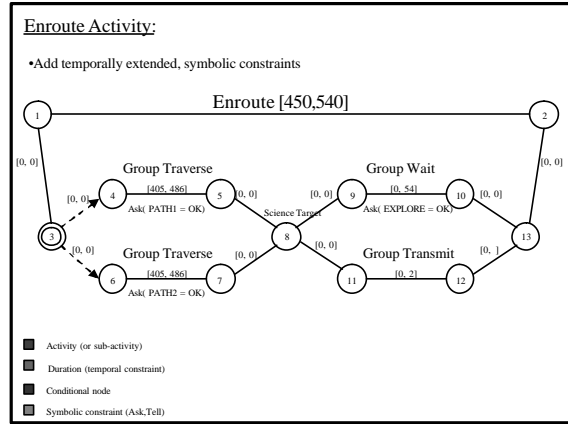 Enroute Activity:
•Add temporally extended, symbolic constraints
Enroute [450,540]
1
2
[0, 0]
[0, 0]
Group Traverse
Group Wait
[0, 0]
4
[405, 486]
5
[0, 0]
[0, 0]
9
[0, 54]
10
[0, 0]
Ask( PATH1 = OK)
Ask( EXPLORE = OK)
Science Target
3
8
13
[0, 0]
Group Traverse
[0, 0]
[0, 0]
Group Transmit
[0, ]
6
[405, 486]
7
11
[0, 2]
12
Ask( PATH2 = OK)
Activity (or sub-activity)
Duration (temporal constraint)
Conditional node
Symbolic constraint (Ask,Tell)